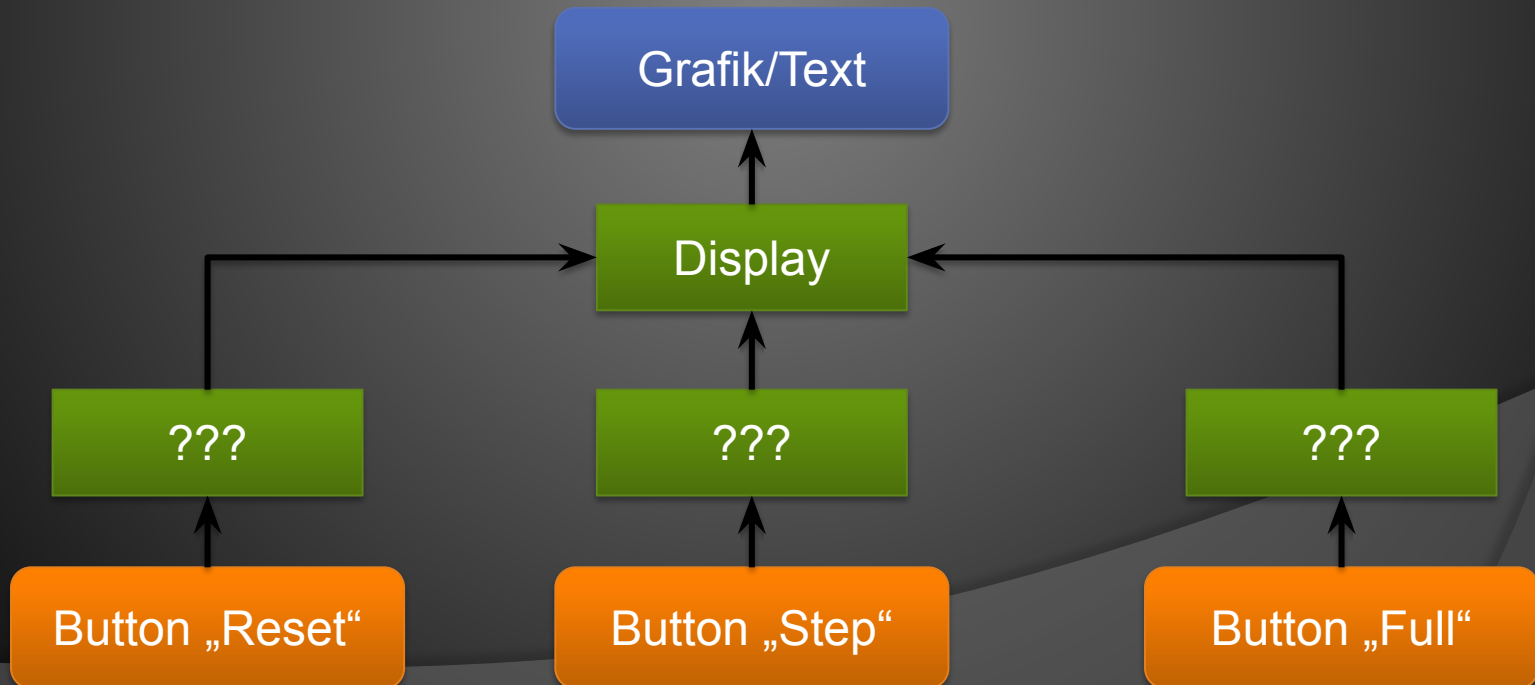 Grafik/Text
Display
???
???
???
Button „Reset“
Button „Step“
Button „Full“